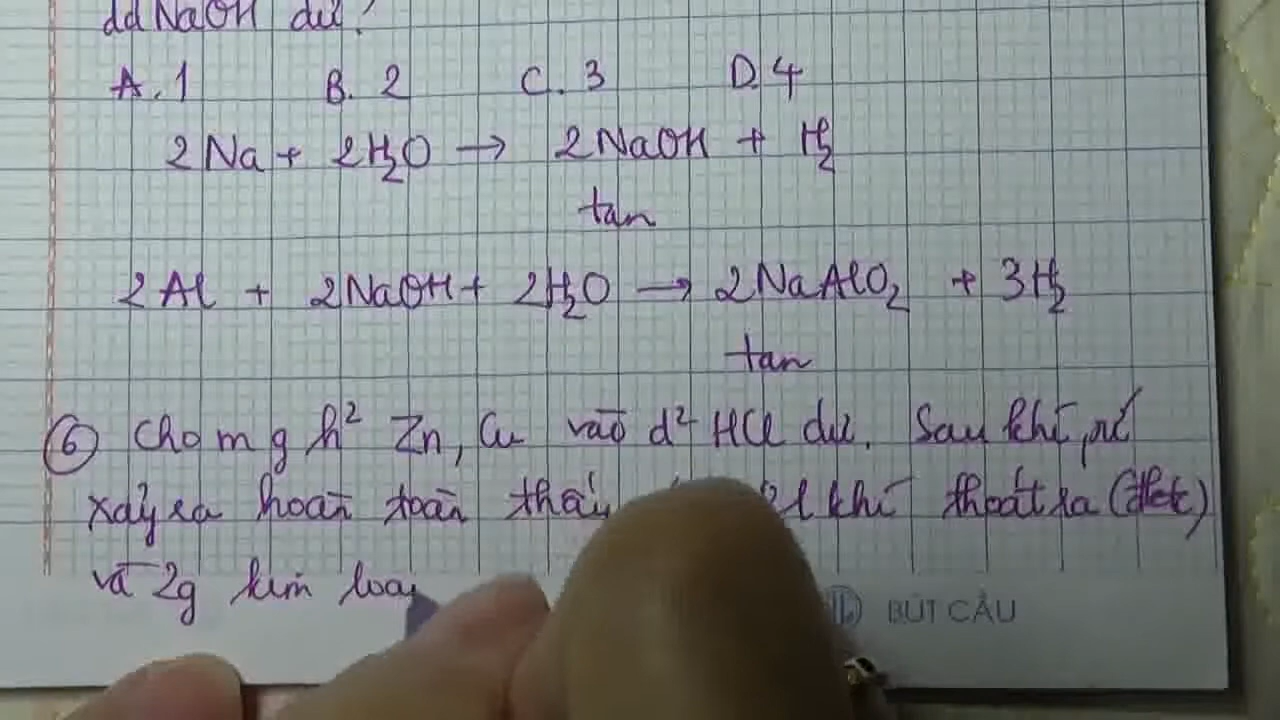 dd NaOH dư?
A. 1 B. 2 C. 3 D. 4
2Na + 2H₂O → 2NaOH + H₂
tan
2Al + 2NaOH + 2H₂O → 2NaAlO₂ + 3H₂
tan
⑥ Cho m g h² Zn, Cu vào d² HCl dư. Sau khi pứ
xảy ra hoàn toàn thấy khí thoát ra (đktc)
và 2g kim loại
BÚT CẦU